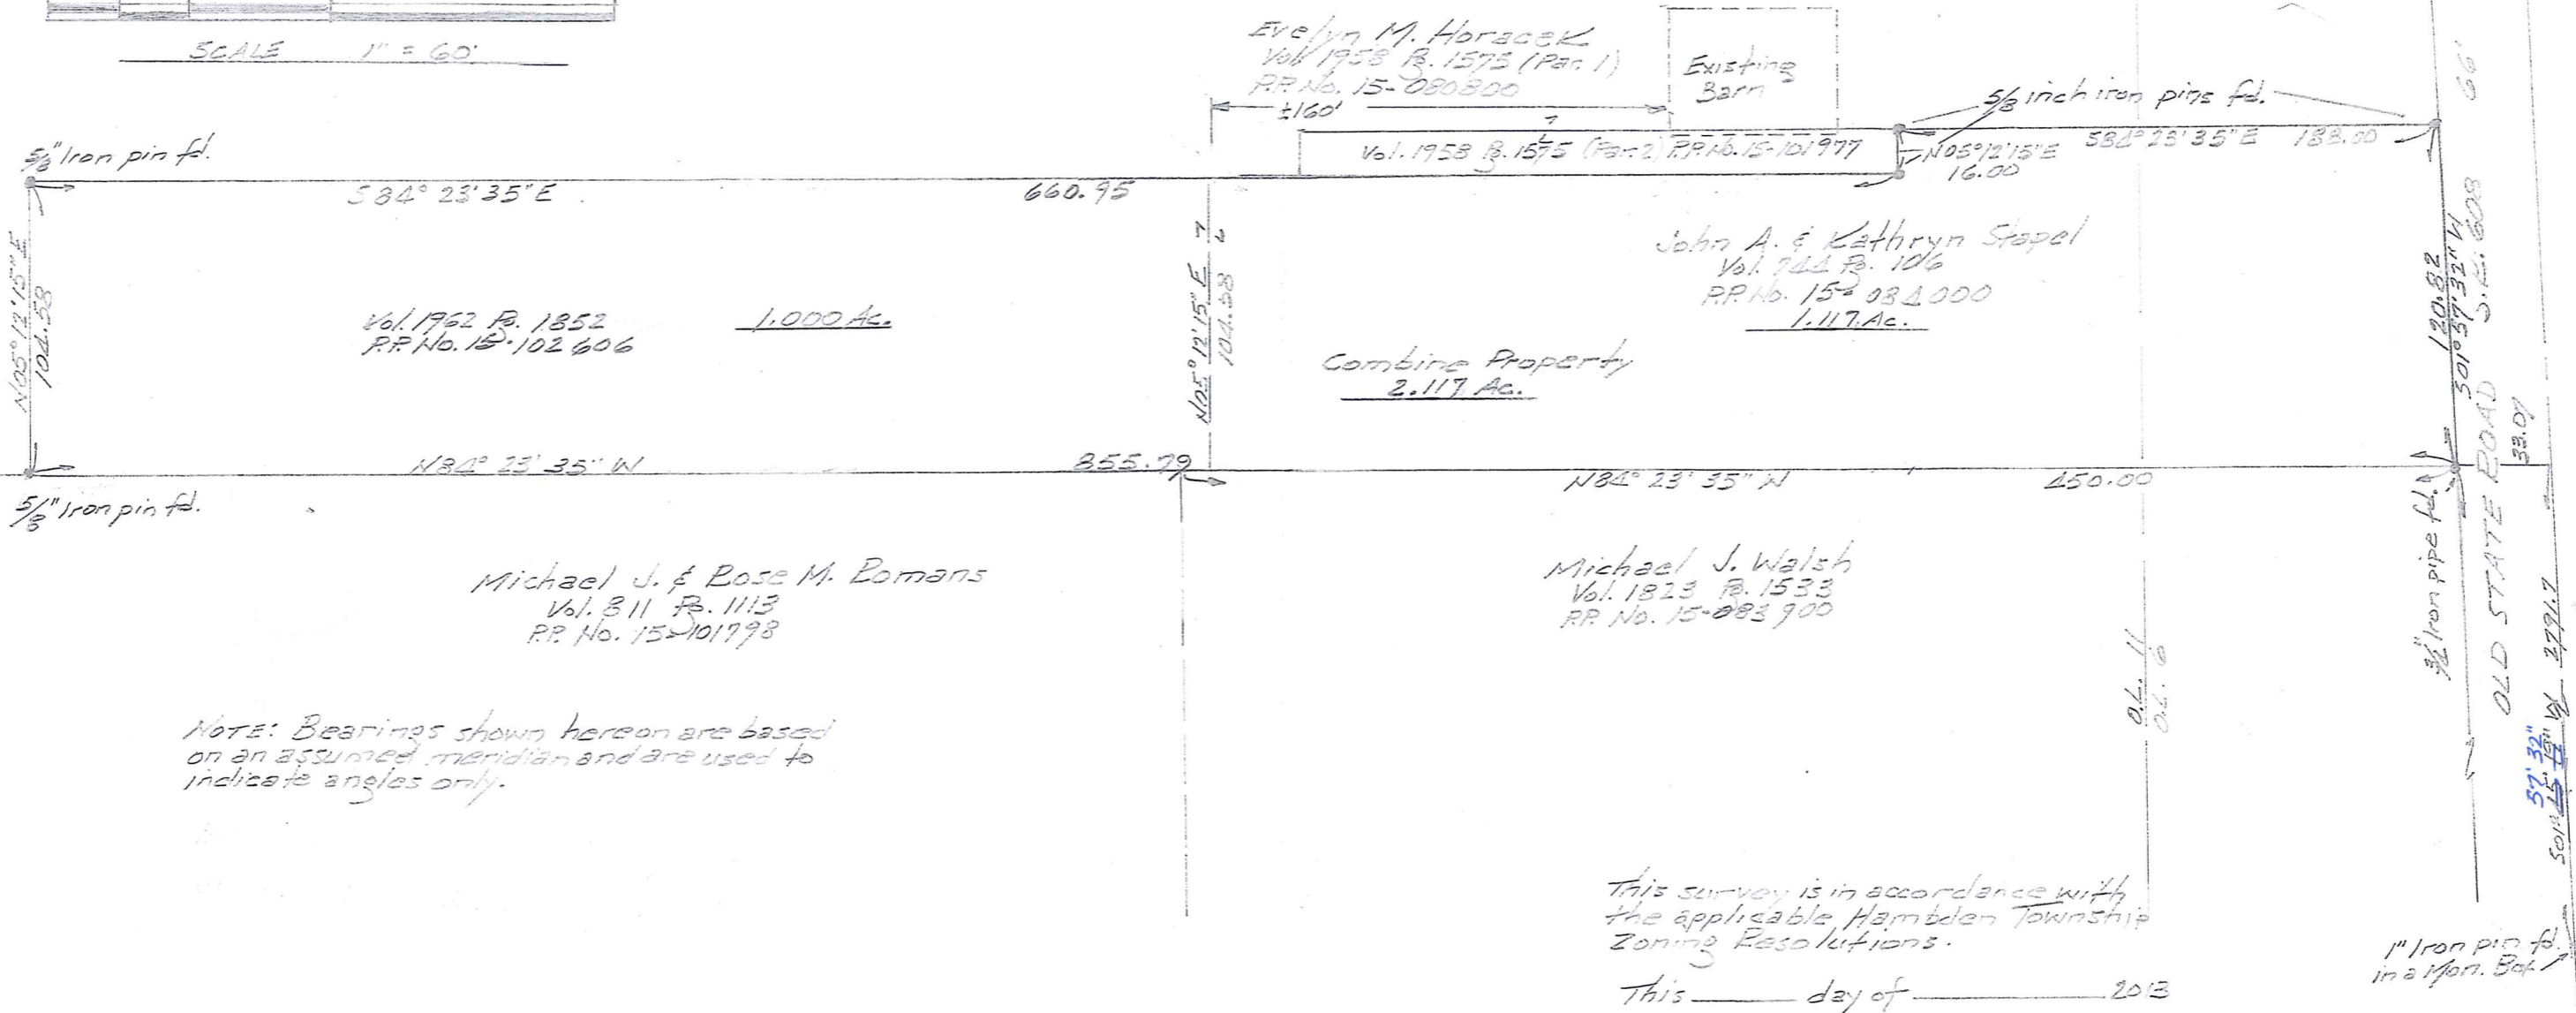 SCALE 1" = 60'
Evelyn M. Horacek
Vol. 1958 Pg. 1575 (Par. 1)
P.P. No. 15-080800
±160'
Existing
Barn
5/8 inch iron pins fd.
66'
5/8" Iron pin fd.
Vol. 1958 Pg. 1575 (Par. 2) P.P. No. 15-101977
N05° 12' 15" E
16.00
S84° 23' 35" E 188.00
S84° 23' 35" E 660.95
N05° 12' 15" E
104.58
Vol. 1962 Pg. 1852
P.P. No. 15-102606
1.000 Ac.
N05° 12' 15" E
104.58
John A. & Kathryn Stapel
Vol. 744 Pg. 106
P.P. No. 15-084000
1.117 Ac.
Combine Property
2.117 Ac.
120.82
S01° 37' 32" W
S.H. 608
OLD STATE ROAD
33.07
N84° 23' 35" W 855.79
N84° 23' 35" W 450.00
5/8" Iron pin fd.
3/4" Iron pipe fd.
Michael J. & Rose M. Romans
Vol. 811 Pg. 1113
P.P. No. 15-101798
Michael J. Walsh
Vol. 1823 Pg. 1533
P.P. No. 15-083900
O.L. 11
O.L. 6
2791.7
NOTE: Bearings shown hereon are based
on an assumed meridian and are used to
indicate angles only.
This survey is in accordance with
the applicable Hambden Township
Zoning Resolutions.
This ______ day of ____________ 2013
1" Iron pin fd.
in a Mon. Box